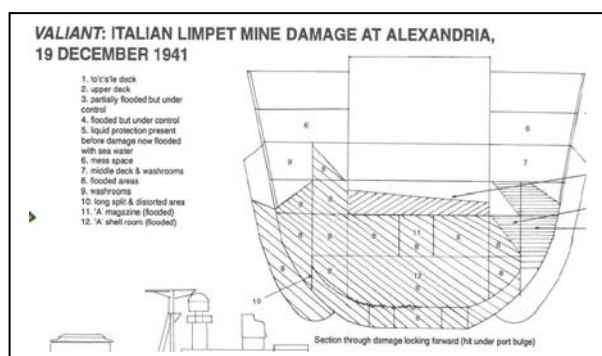 VALIANT: ITALIAN LIMPET MINE DAMAGE AT ALEXANDRIA,
19 DECEMBER 1941
1. fo'c's'le deck
2. upper deck
3. partially flooded but under
control
4. flooded but under control
5. liquid protection present
before damage now flooded
with sea water
6. mess space
7. middle deck & washrooms
8. flooded areas
9. washrooms
10. long split & distorted area
11. 'A' magazine (flooded)
12. 'A' shell room (flooded)
6
9
7
11
12
10
Section through damage looking forward (hit under port bulge)